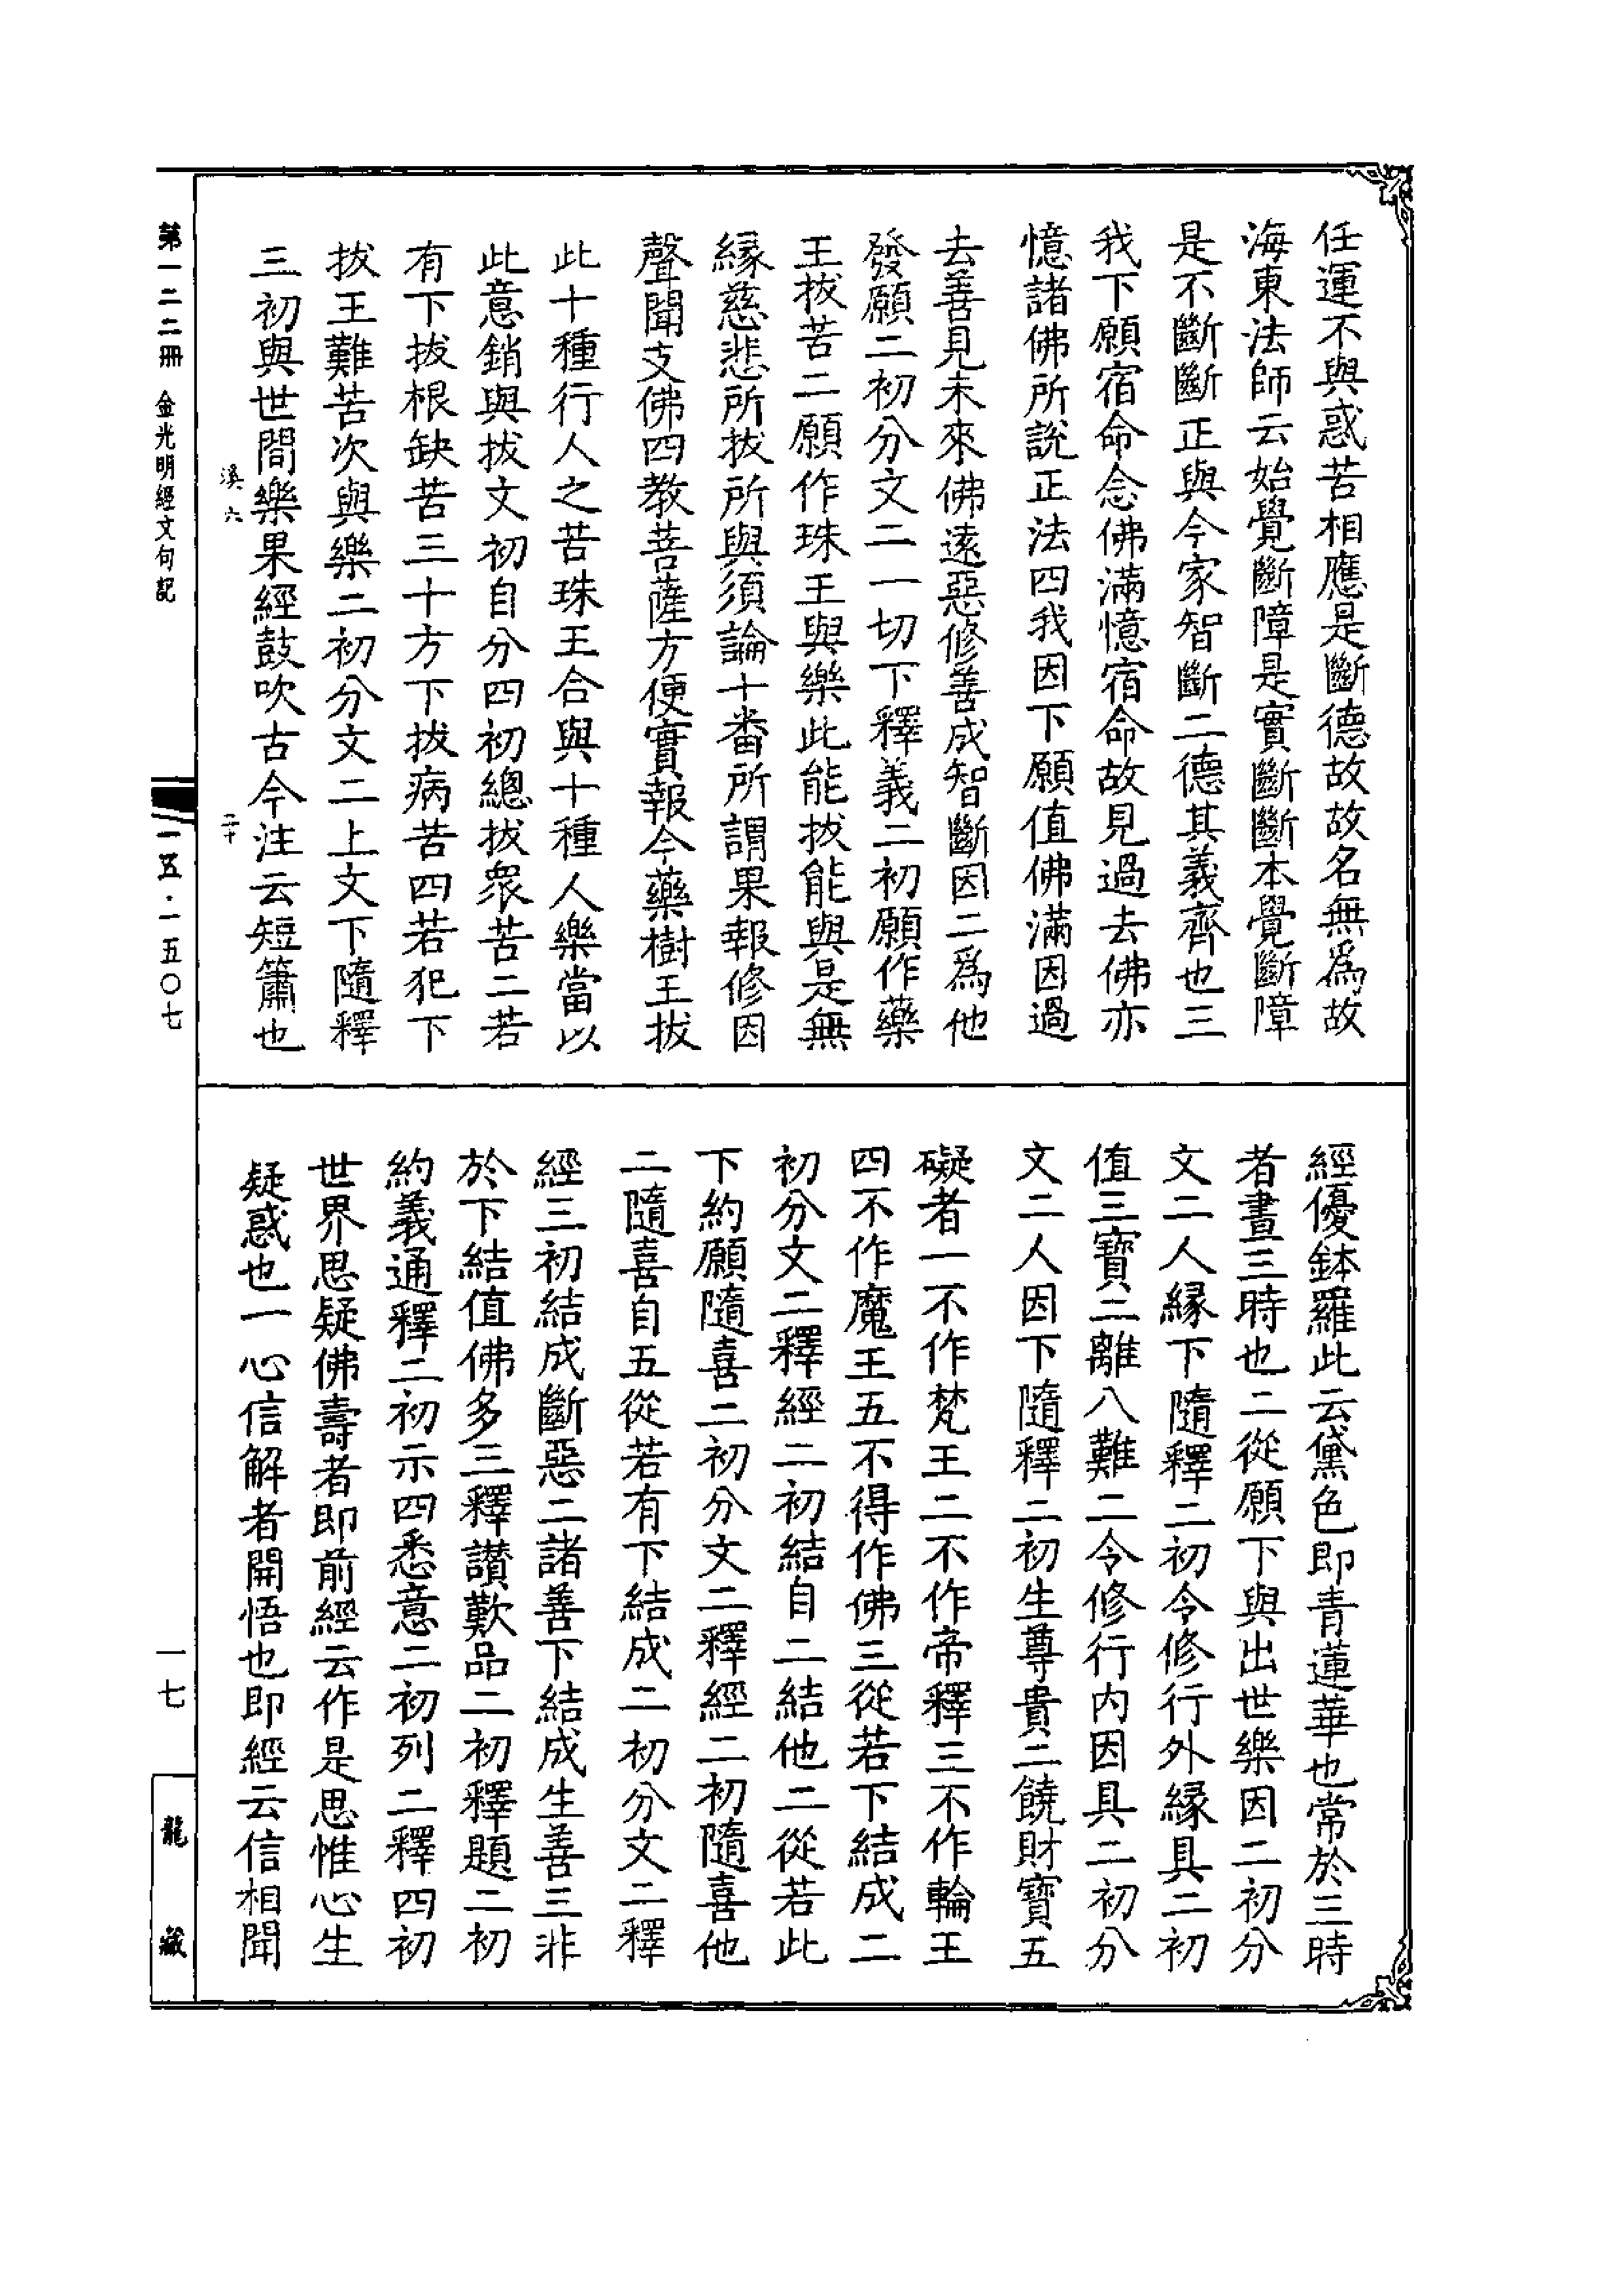 任運不與惑苦相應是斷德故故名無爲故
海東法師云始覺斷障是實斷斷本覺斷障
是不斷斷正與今家智斷二德其義齊也三
我下願宿命念佛滿憶宿命故見過去佛亦
憶諸佛所說正法四我因下願值佛滿因過
去善見未來佛遠惡修善成智斷因二爲他
發願二初分文二一切下釋義二初願作藥
王拔苦二願作珠王與樂此能拔能與是無
緣慈悲所拔所與須論十番所謂果報修因
聲聞支佛四教菩薩方便實報今藥樹王拔
此十種行人之苦珠王合與十種人樂當以
此意銷與拔文初自分四初總拔衆苦二若
有下拔根缺苦三十方下拔病苦四若犯下
拔王難苦次與樂二初分文二上文下隨釋
三初與世間樂果經鼓吹古今注云短簫也
經優鉢羅此云黛色即青蓮華也常於三時
者晝三時也二從願下與出世樂因二初分
文二人緣下隨釋二初令修行外緣具二初
值三寶二離八難二令修行內因具二初分
文二人因下隨釋二初生尊貴二饒財寶五
礙者一不作梵王二不作帝釋三不作輪王
四不作魔王五不得作佛三從若下結成二
初分文二釋經二初結自二結他二從若此
下約願隨喜二初分文二釋經二初隨喜他
二隨喜自五從若有下結成二初分文二釋
經三初結成斷惡二諸善下結成生善三非
於下結值佛多三釋讚歎品二初釋題二初
約義通釋二初示四悉意二初列二釋四初
世界思疑佛壽者即前經云作是思惟心生
疑惑也一心信解者開悟也即經云信相聞
第一二二冊 金光明經文句記
溪六
二十
一五·一五〇七
一七
龍藏